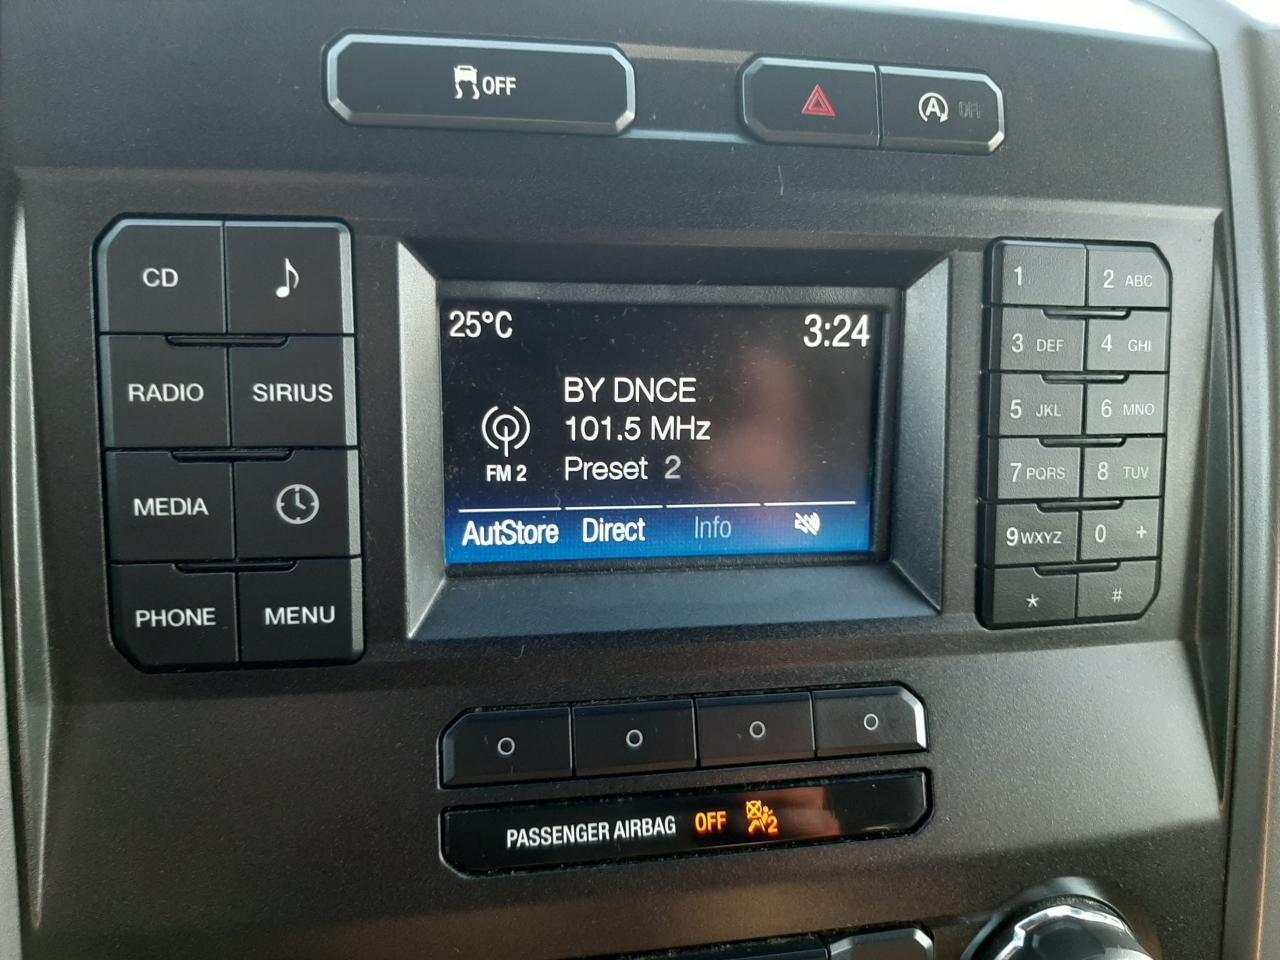 OFF
A OFF
CD
RADIO SIRIUS
MEDIA
PHONE MENU
25°C 3:24
BY DNCE
101.5 MHz
FM 2 Preset 2
AutStore Direct Info
1 2 ABC
3 DEF 4 GHI
5 JKL 6 MNO
7 PQRS 8 TUV
9 WXYZ 0 +
* #
PASSENGER AIRBAG OFF 2